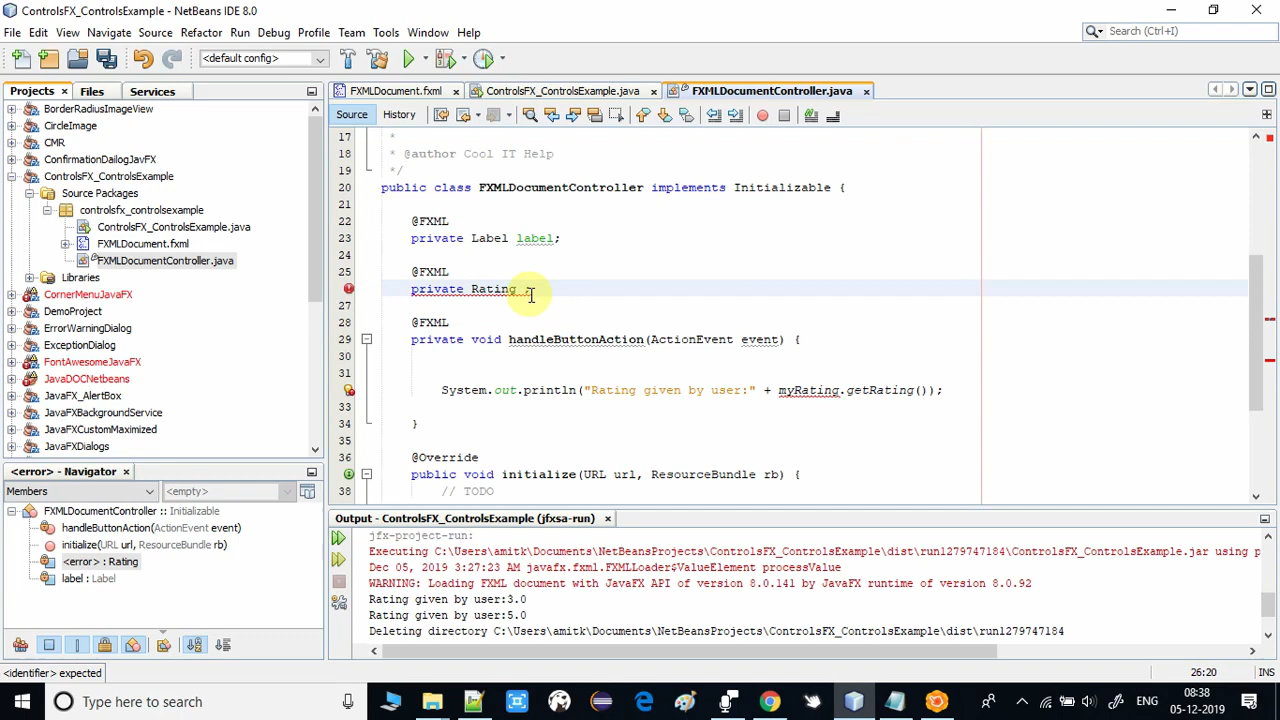 ControlsFX_ControlsExample - NetBeans IDE 8.0
File Edit View Navigate Source Refactor Run Debug Profile Team Tools Window Help
Search (Ctrl+I)
<default config>
Projects Files Services
FXMLDocument.fxml ControlsFX_ControlsExample.java FXMLDocumentController.java
Source History
BorderRadiusImageView
CircleImage
CMR
ConfirmationDailogJavFX
ControlsFX_ControlsExample
Source Packages
controlsfx_controlsexample
ControlsFX_ControlsExample.java
FXMLDocument.fxml
FXMLDocumentController.java
Libraries
CornerMenuJavaFX
DemoProject
ErrorWarningDialog
ExceptionDialog
FontAwesomeJavaFX
JavaDOCNetbeans
JavaFX_AlertBox
JavaFXBackgroundService
JavaFXCustomMaximized
JavaFXDialogs
17 *
18 * @author Cool IT Help
19 */
20 public class FXMLDocumentController implements Initializable {
21
22 @FXML
23 private Label label;
24
25 @FXML
private Rating ;
27
28 @FXML
29 private void handleButtonAction(ActionEvent event) {
30
31
System.out.println("Rating given by user:" + myRating.getRating());
33
34 }
35
36 @Override
public void initialize(URL url, ResourceBundle rb) {
38 // TODO
<error> - Navigator
Members <empty>
FXMLDocumentController :: Initializable
handleButtonAction(ActionEvent event)
initialize(URL url, ResourceBundle rb)
<error> : Rating
label : Label
Output - ControlsFX_ControlsExample (jfxsa-run)
jfx-project-run:
Executing C:\Users\amitk\Documents\NetBeansProjects\ControlsFX_ControlsExample\dist\run1279747184\ControlsFX_ControlsExample.jar using p
Dec 05, 2019 3:27:23 AM javafx.fxml.FXMLLoader$ValueElement processValue
WARNING: Loading FXML document with JavaFX API of version 8.0.141 by JavaFX runtime of version 8.0.92
Rating given by user:3.0
Rating given by user:5.0
Deleting directory C:\Users\amitk\Documents\NetBeansProjects\ControlsFX_ControlsExample\dist\run1279747184
<identifier> expected
26:20 INS
Type here to search
ENG
08:38
05-12-2019